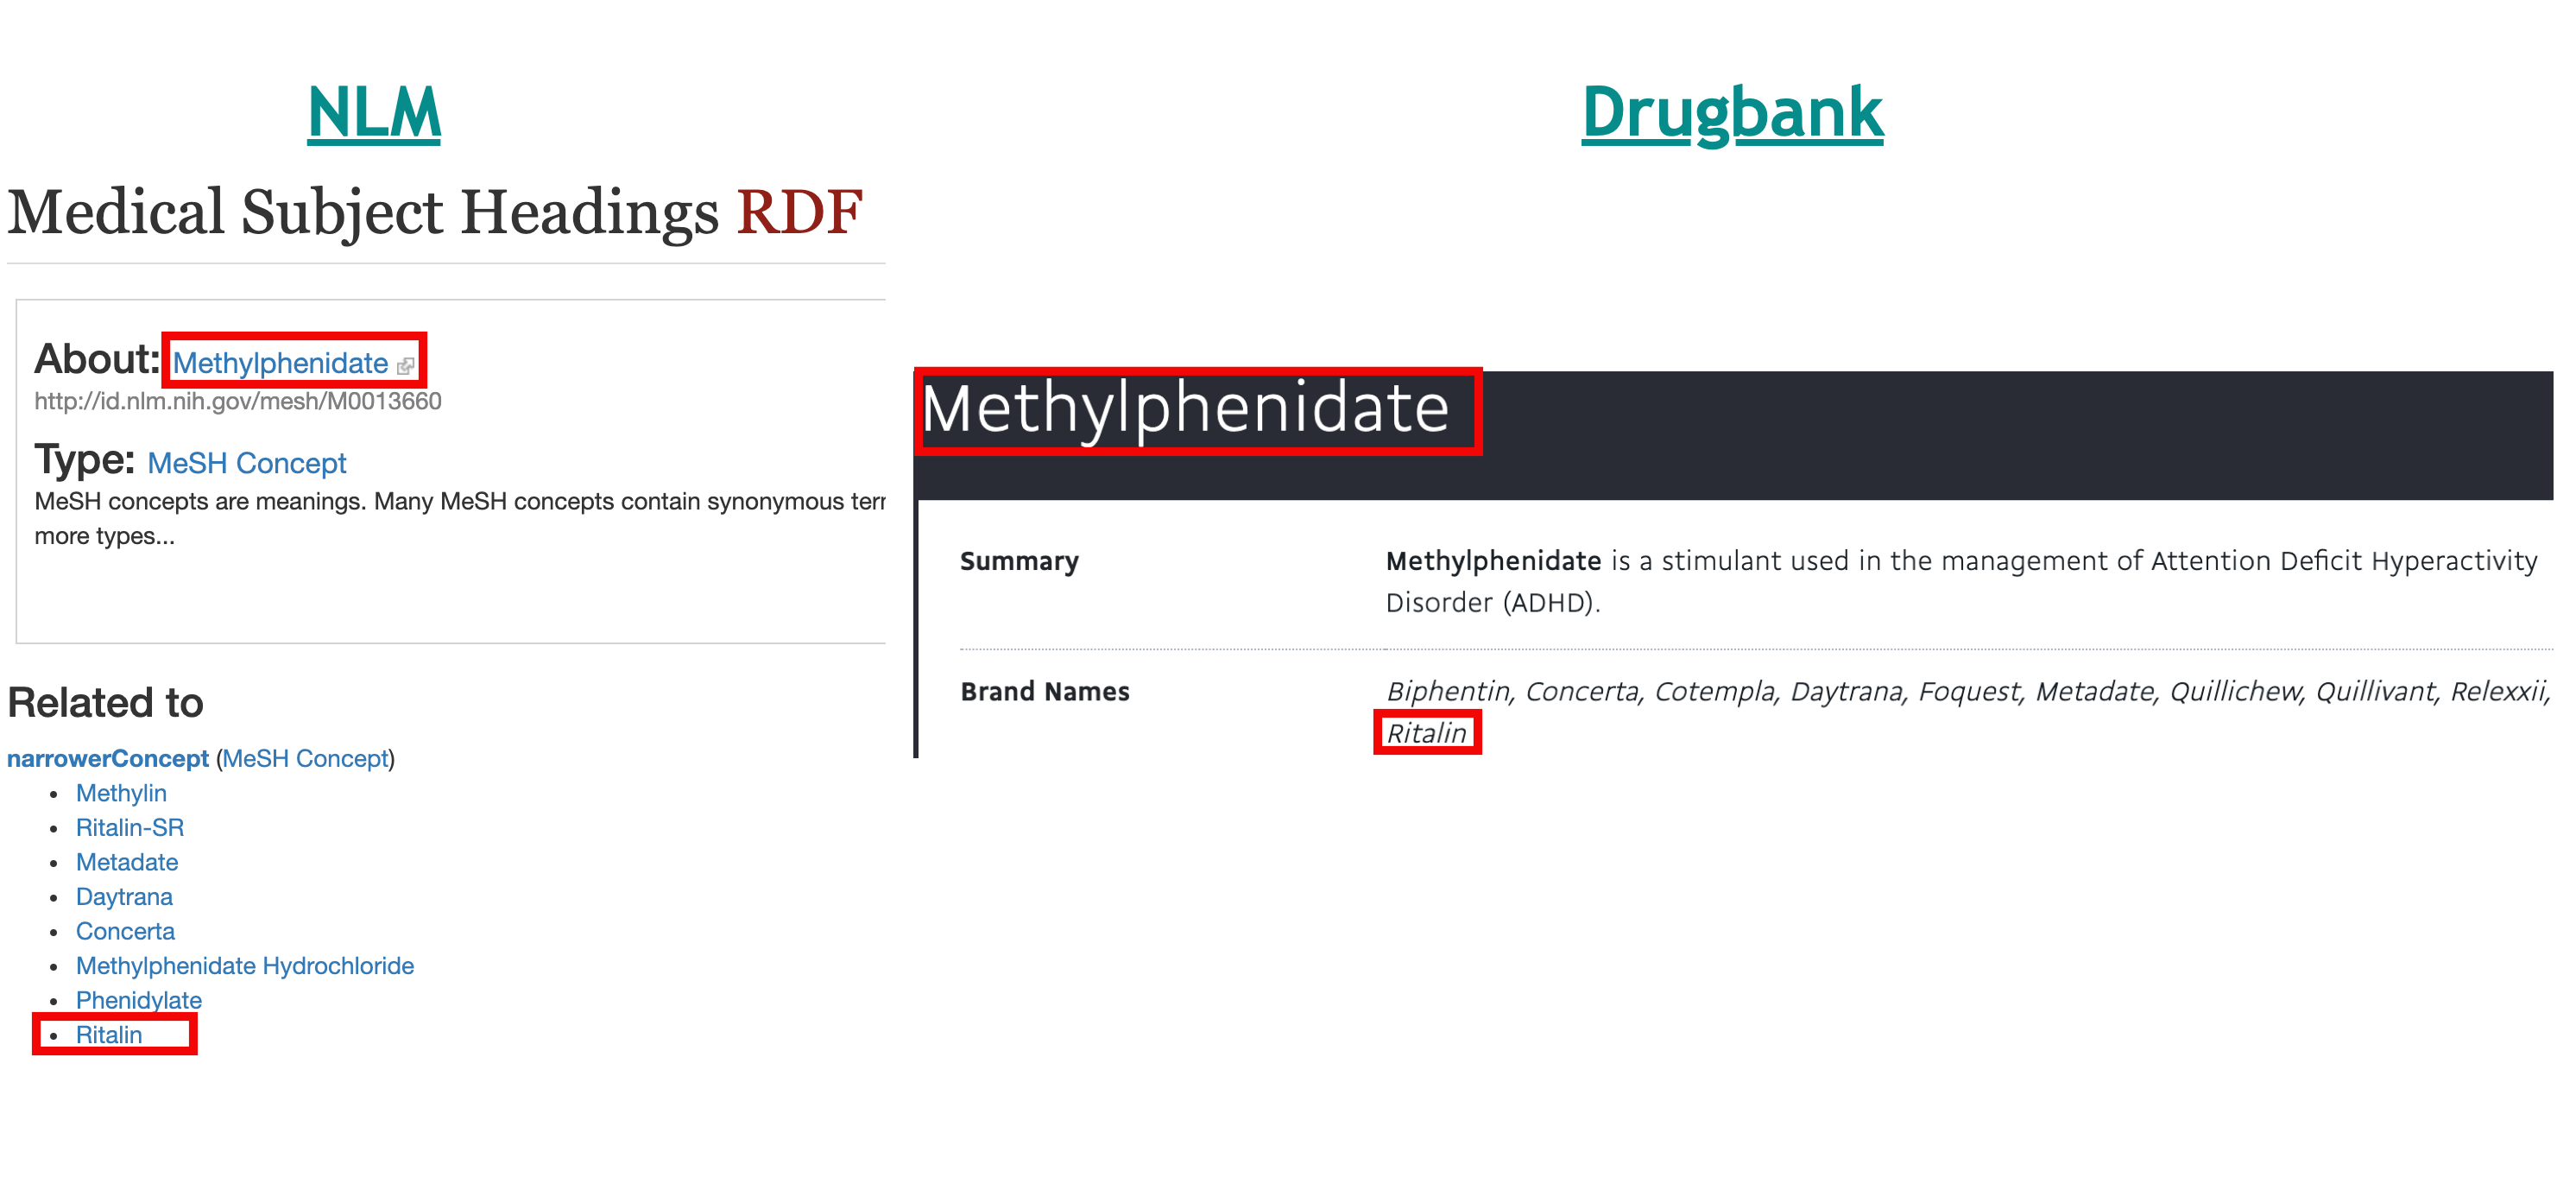 NLM
Medical Subject Headings RDF
About: Methylphenidate
http://id.nlm.nih.gov/mesh/M0013660
Type: MeSH Concept
MeSH concepts are meanings. Many MeSH concepts contain synonymous terr
more types...
Related to
narrowerConcept (MeSH Concept)
• Methylin
• Ritalin-SR
• Metadate
• Daytrana
• Concerta
• Methylphenidate Hydrochloride
• Phenidylate
• Ritalin
Drugbank
Methylphenidate
Summary
Methylphenidate is a stimulant used in the management of Attention Deficit Hyperactivity
Disorder (ADHD).
Brand Names
Biphentin, Concerta, Cotempla, Daytrana, Foquest, Metadate, Quillichew, Quillivant, Relexxii,
Ritalin